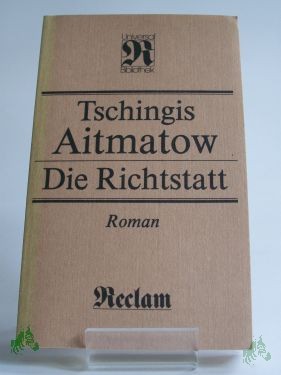 Universal
R
Bibliothek
Tschingis
Aitmatow
Die Richtstatt
Roman
Reclam